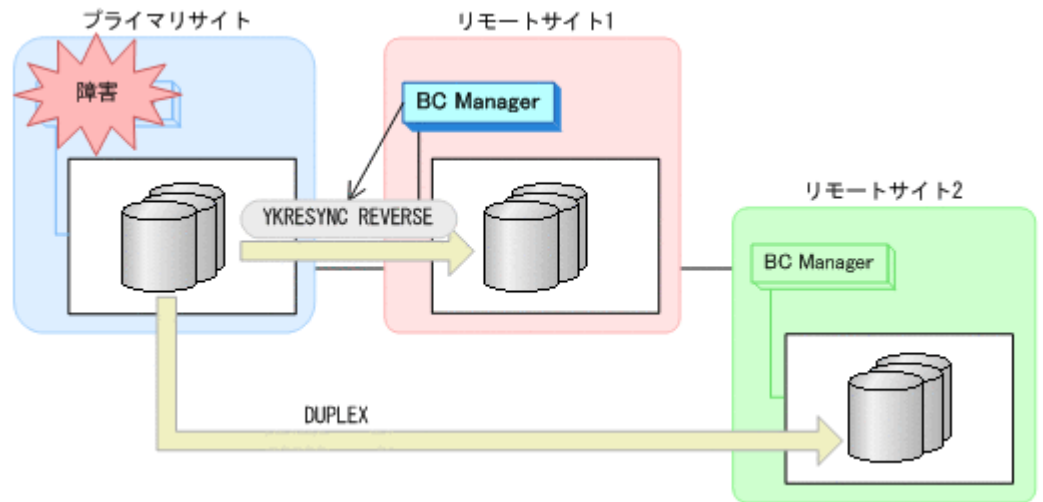 プライマリサイト
リモートサイト1
障害
BC Manager
YKRESYNC REVERSE
リモートサイト2
BC Manager
DUPLEX